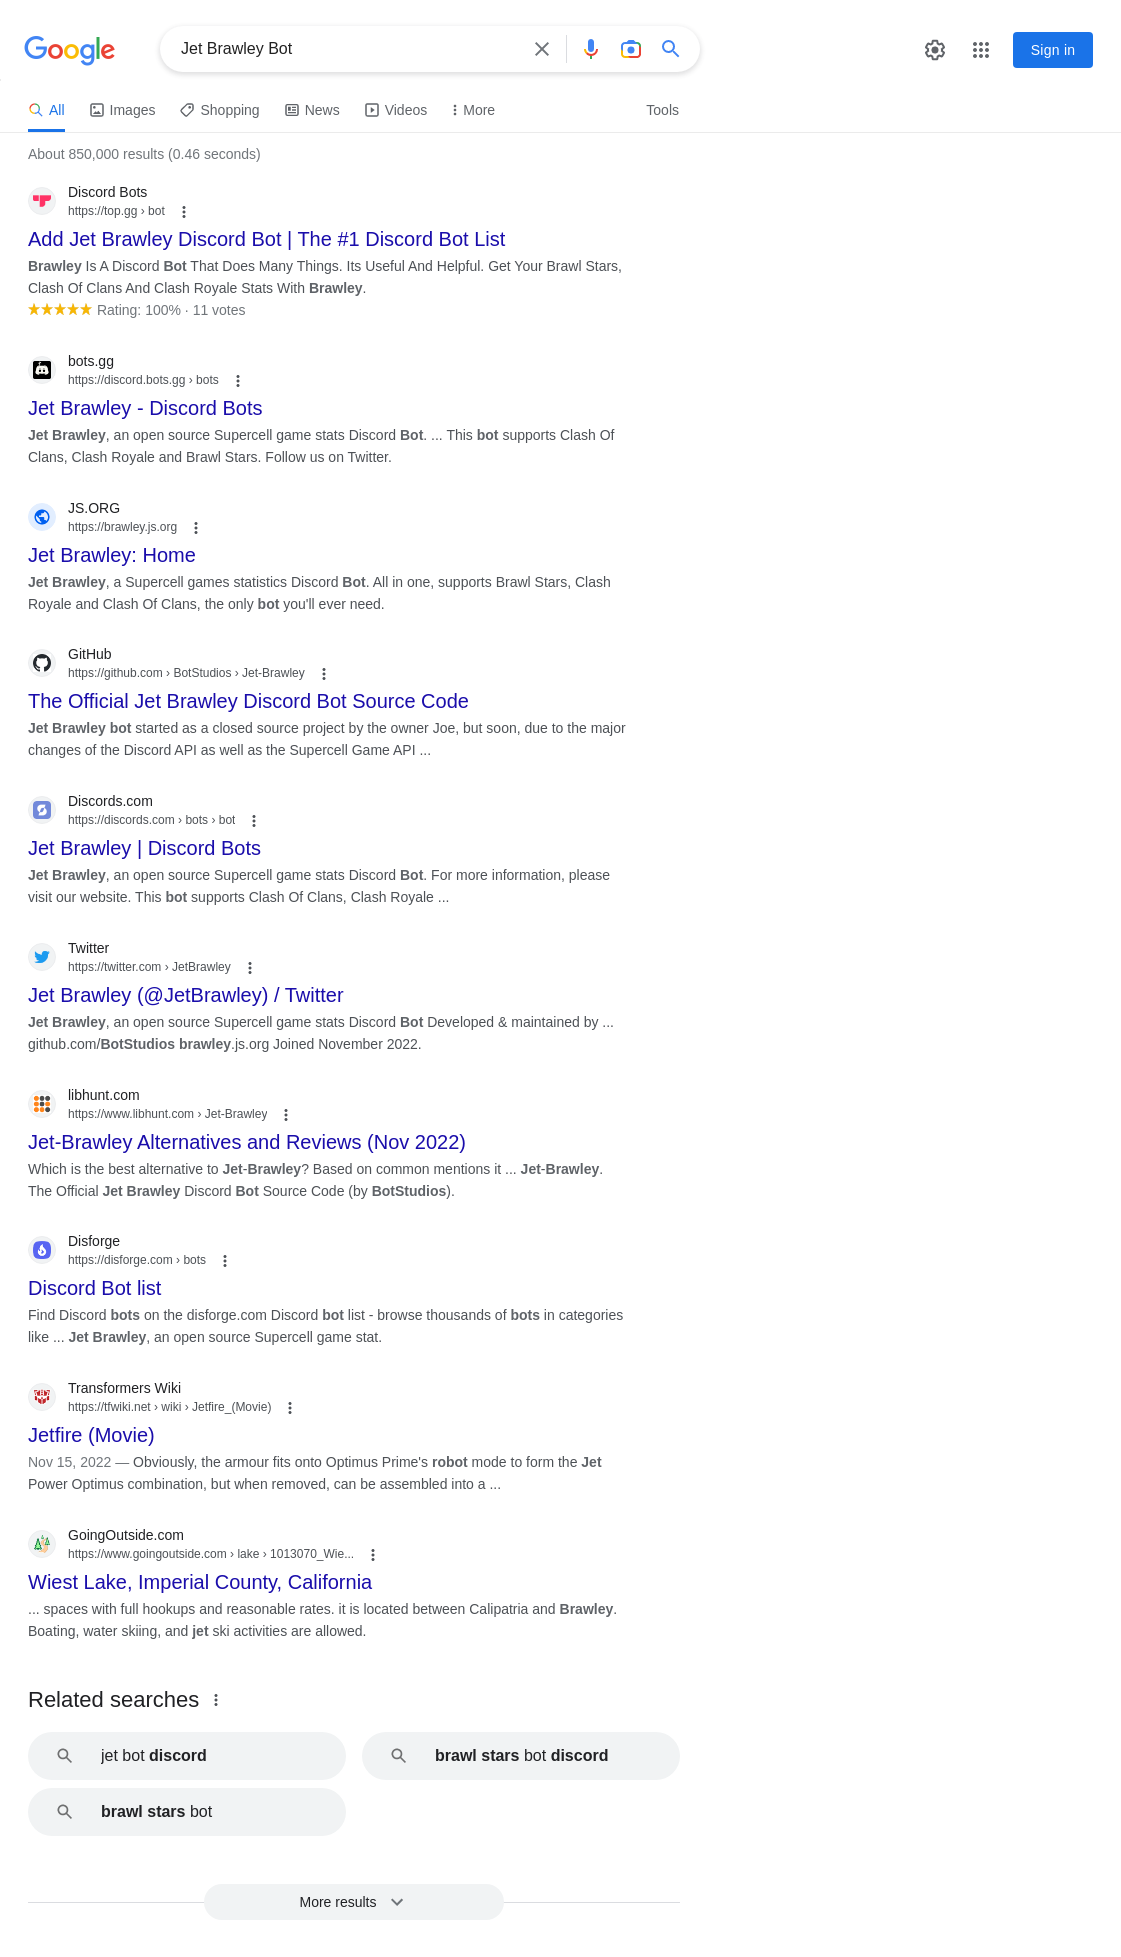 Google
Jet Brawley Bot
Sign in
All
Images
Shopping
News
Videos
More
Tools
About 850,000 results (0.46 seconds)
Discord Bots
https://top.gg › bot
Add Jet Brawley Discord Bot | The #1 Discord Bot List
Brawley Is A Discord Bot That Does Many Things. Its Useful And Helpful. Get Your Brawl Stars,
Clash Of Clans And Clash Royale Stats With Brawley.
Rating: 100% · 11 votes
bots.gg
https://discord.bots.gg › bots
Jet Brawley - Discord Bots
Jet Brawley, an open source Supercell game stats Discord Bot. ... This bot supports Clash Of
Clans, Clash Royale and Brawl Stars. Follow us on Twitter.
JS.ORG
https://brawley.js.org
Jet Brawley: Home
Jet Brawley, a Supercell games statistics Discord Bot. All in one, supports Brawl Stars, Clash
Royale and Clash Of Clans, the only bot you'll ever need.
GitHub
https://github.com › BotStudios › Jet-Brawley
The Official Jet Brawley Discord Bot Source Code
Jet Brawley bot started as a closed source project by the owner Joe, but soon, due to the major
changes of the Discord API as well as the Supercell Game API ...
Discords.com
https://discords.com › bots › bot
Jet Brawley | Discord Bots
Jet Brawley, an open source Supercell game stats Discord Bot. For more information, please
visit our website. This bot supports Clash Of Clans, Clash Royale ...
Twitter
https://twitter.com › JetBrawley
Jet Brawley (@JetBrawley) / Twitter
Jet Brawley, an open source Supercell game stats Discord Bot Developed & maintained by ...
github.com/BotStudios brawley.js.org Joined November 2022.
libhunt.com
https://www.libhunt.com › Jet-Brawley
Jet-Brawley Alternatives and Reviews (Nov 2022)
Which is the best alternative to Jet-Brawley? Based on common mentions it ... Jet-Brawley.
The Official Jet Brawley Discord Bot Source Code (by BotStudios).
Disforge
https://disforge.com › bots
Discord Bot list
Find Discord bots on the disforge.com Discord bot list - browse thousands of bots in categories
like ... Jet Brawley, an open source Supercell game stat.
Transformers Wiki
https://tfwiki.net › wiki › Jetfire_(Movie)
Jetfire (Movie)
Nov 15, 2022 — Obviously, the armour fits onto Optimus Prime's robot mode to form the Jet
Power Optimus combination, but when removed, can be assembled into a ...
GoingOutside.com
https://www.goingoutside.com › lake › 1013070_Wie...
Wiest Lake, Imperial County, California
... spaces with full hookups and reasonable rates. it is located between Calipatria and Brawley.
Boating, water skiing, and jet ski activities are allowed.
Related searches
jet bot discord
brawl stars bot discord
brawl stars bot
More results